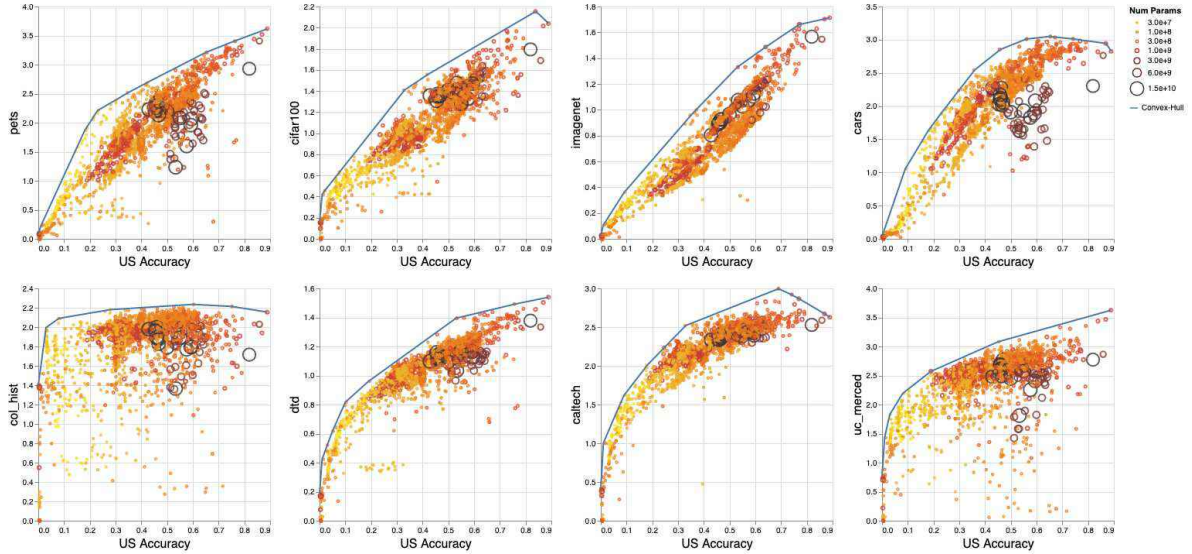 pets
4.0
3.5
3.0
2.5
2.0
1.5
1.0
0.5
0.0
0.0 0.1 0.2 0.3 0.4 0.5 0.6 0.7 0.8 0.9
US Accuracy
cifar100
2.2
2.0
1.8
1.6
1.4
1.2
1.0
0.8
0.6
0.4
0.2
0.0
0.0 0.1 0.2 0.3 0.4 0.5 0.6 0.7 0.8 0.9
US Accuracy
imagenet
1.8
1.6
1.4
1.2
1.0
0.8
0.6
0.4
0.2
0.0
0.0 0.1 0.2 0.3 0.4 0.5 0.6 0.7 0.8 0.9
US Accuracy
cars
3.5
3.0
2.5
2.0
1.5
1.0
0.5
0.0
0.0 0.1 0.2 0.3 0.4 0.5 0.6 0.7 0.8 0.9
US Accuracy
Num Params
3.0e+7
1.0e+8
3.0e+8
1.0e+9
3.0e+9
6.0e+9
1.5e+10
Convex-Hull
col_hist
2.4
2.2
2.0
1.8
1.6
1.4
1.2
1.0
0.8
0.6
0.4
0.2
0.0
0.0 0.1 0.2 0.3 0.4 0.5 0.6 0.7 0.8 0.9
US Accuracy
dtd
1.6
1.4
1.2
1.0
0.8
0.6
0.4
0.2
0.0
0.0 0.1 0.2 0.3 0.4 0.5 0.6 0.7 0.8 0.9
US Accuracy
caltech
3.0
2.5
2.0
1.5
1.0
0.5
0.0
0.0 0.1 0.2 0.3 0.4 0.5 0.6 0.7 0.8 0.9
US Accuracy
uc_merced
4.0
3.5
3.0
2.5
2.0
1.5
1.0
0.5
0.0
0.0 0.1 0.2 0.3 0.4 0.5 0.6 0.7 0.8 0.9
US Accuracy